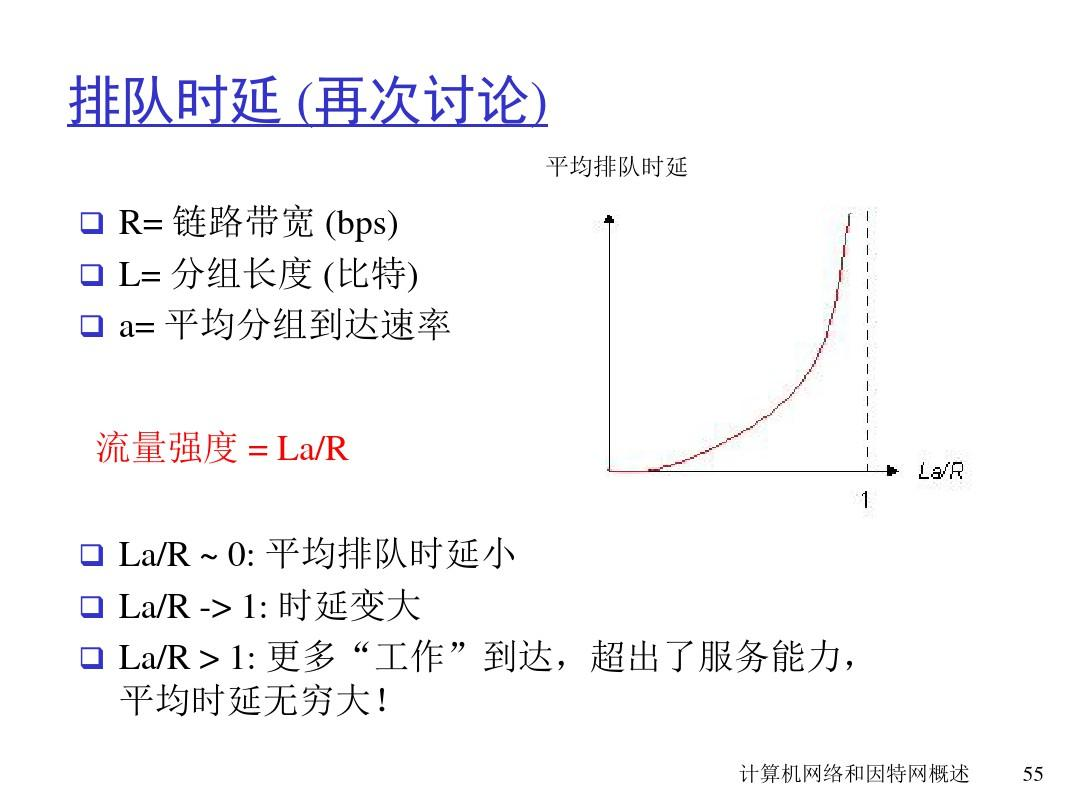 排队时延 (再次讨论)
平均排队时延
R= 链路带宽 (bps)
L= 分组长度 (比特)
a= 平均分组到达速率
流量强度 = La/R
La/R
1
La/R ~ 0: 平均排队时延小
La/R -> 1: 时延变大
La/R > 1: 更多“工作”到达，超出了服务能力，
平均时延无穷大！
计算机网络和因特网概述 55